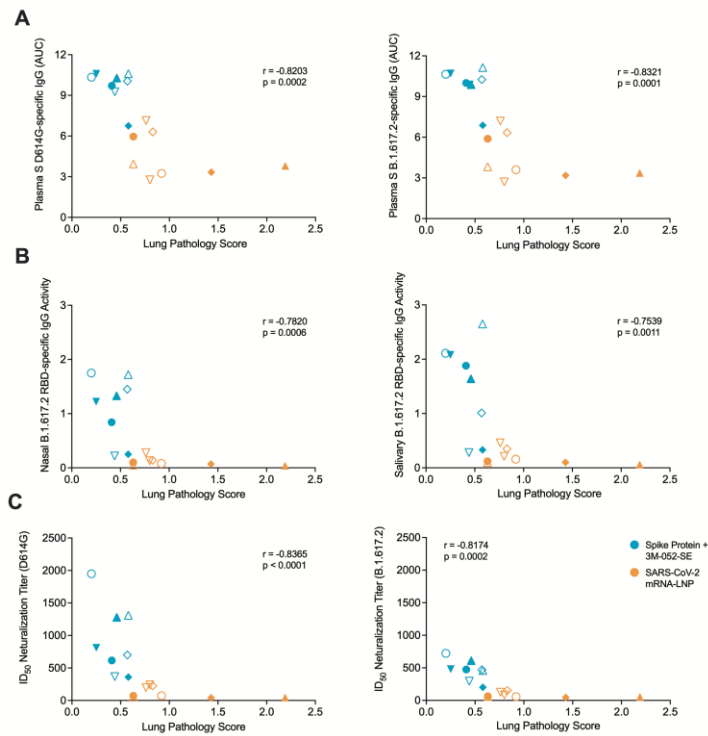 A
Plasma S D614G-specific IgG (AUC)
12
9
6
3
0
r = -0.8203
p = 0.0002
0.0 0.5 1.0 1.5 2.0 2.5
Lung Pathology Score
Plasma S B.1.617.2-specific IgG (AUC)
12
9
6
3
0
r = -0.8321
p = 0.0001
0.0 0.5 1.0 1.5 2.0 2.5
Lung Pathology Score
B
Nasal B.1.617.2 RBD-specific IgG Activity
3
2
1
0
r = -0.7820
p = 0.0006
0.0 0.5 1.0 1.5 2.0 2.5
Lung Pathology Score
Salivary B.1.617.2 RBD-specific IgG Activity
3
2
1
0
r = -0.7539
p = 0.0011
0.0 0.5 1.0 1.5 2.0 2.5
Lung Pathology Score
C
ID50 Neturalization Titer (D614G)
2500
2000
1500
1000
500
0
r = -0.8365
p < 0.0001
0.0 0.5 1.0 1.5 2.0 2.5
Lung Pathology Score
ID50 Neturalization Titer (B.1.617.2)
2500
2000
1500
1000
500
0
r = -0.8174
p = 0.0002
0.0 0.5 1.0 1.5 2.0 2.5
Lung Pathology Score
Spike Protein +
3M-052-SE
SARS-CoV-2
mRNA-LNP